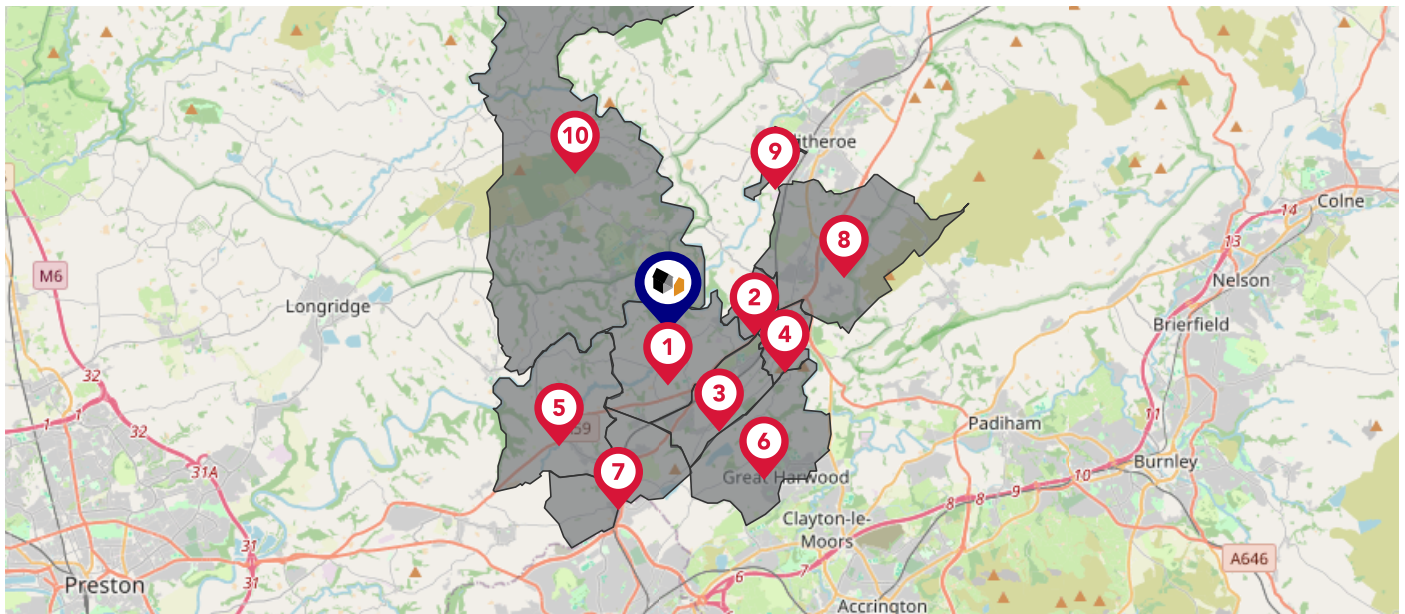 10
9
itheroe
Colne
14
13
8
M6
Nelson
2
Longridge
Brierfield
4
1
32
3
5
11
1
1
59
32
Padiham
6
7
31A
Burnley
10
Great Harwood
9
8
8
Clayton-le-
Moors
31
A646
31
Preston
7
6
Accrington